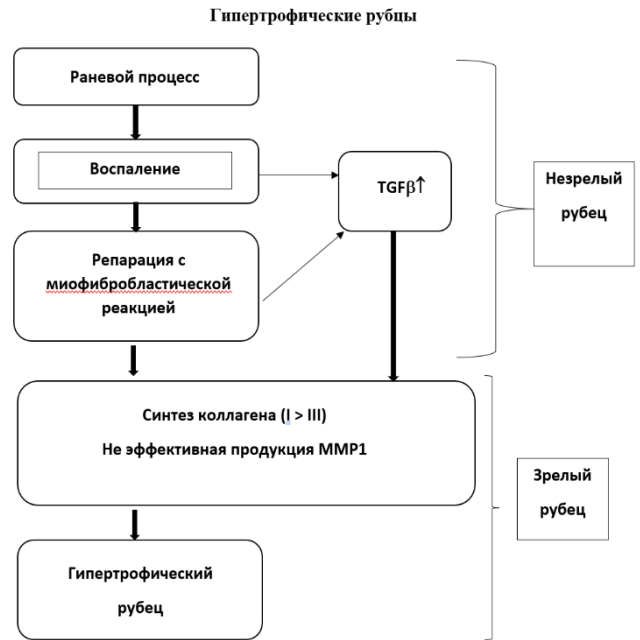 Гипертрофические рубцы
Раневой процесс
Воспаление
TGFβ↑
Незрелый
рубец
Репарация с
миофибробластической
реакцией
Синтез коллагена (I > III)
Не эффективная продукция MMP1
Зрелый
рубец
Гипертрофический
рубец